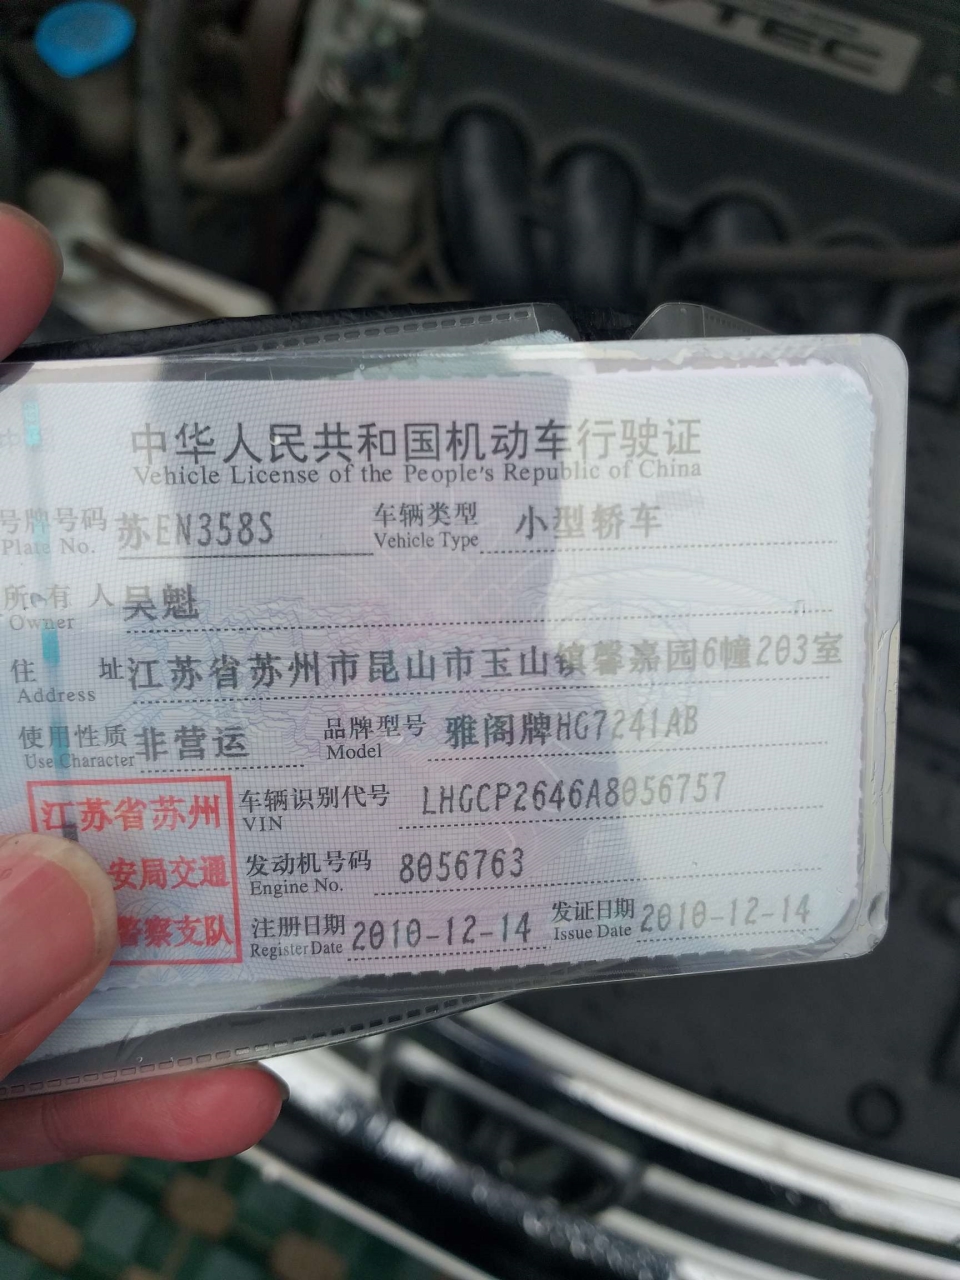 TEC
中华人民共和国机动车行驶证
Vehicle License of the People's Republic of China
号牌号码 苏EN358S 车辆类型 小型轿车
Plate No. Vehicle Type
所有人 吴魁
Owner
住址 江苏省苏州市昆山市玉山镇馨嘉园6幢203室
Address
使用性质 非营运 品牌型号 雅阁牌HG7241AB
Use Character Model
车辆识别代号 LHGCP2646A8056757
VIN
发动机号码 8056763
Engine No.
注册日期 2010-12-14 发证日期 2010-12-14
Register Date Issue Date
江苏省苏州
安局交通
警察支队